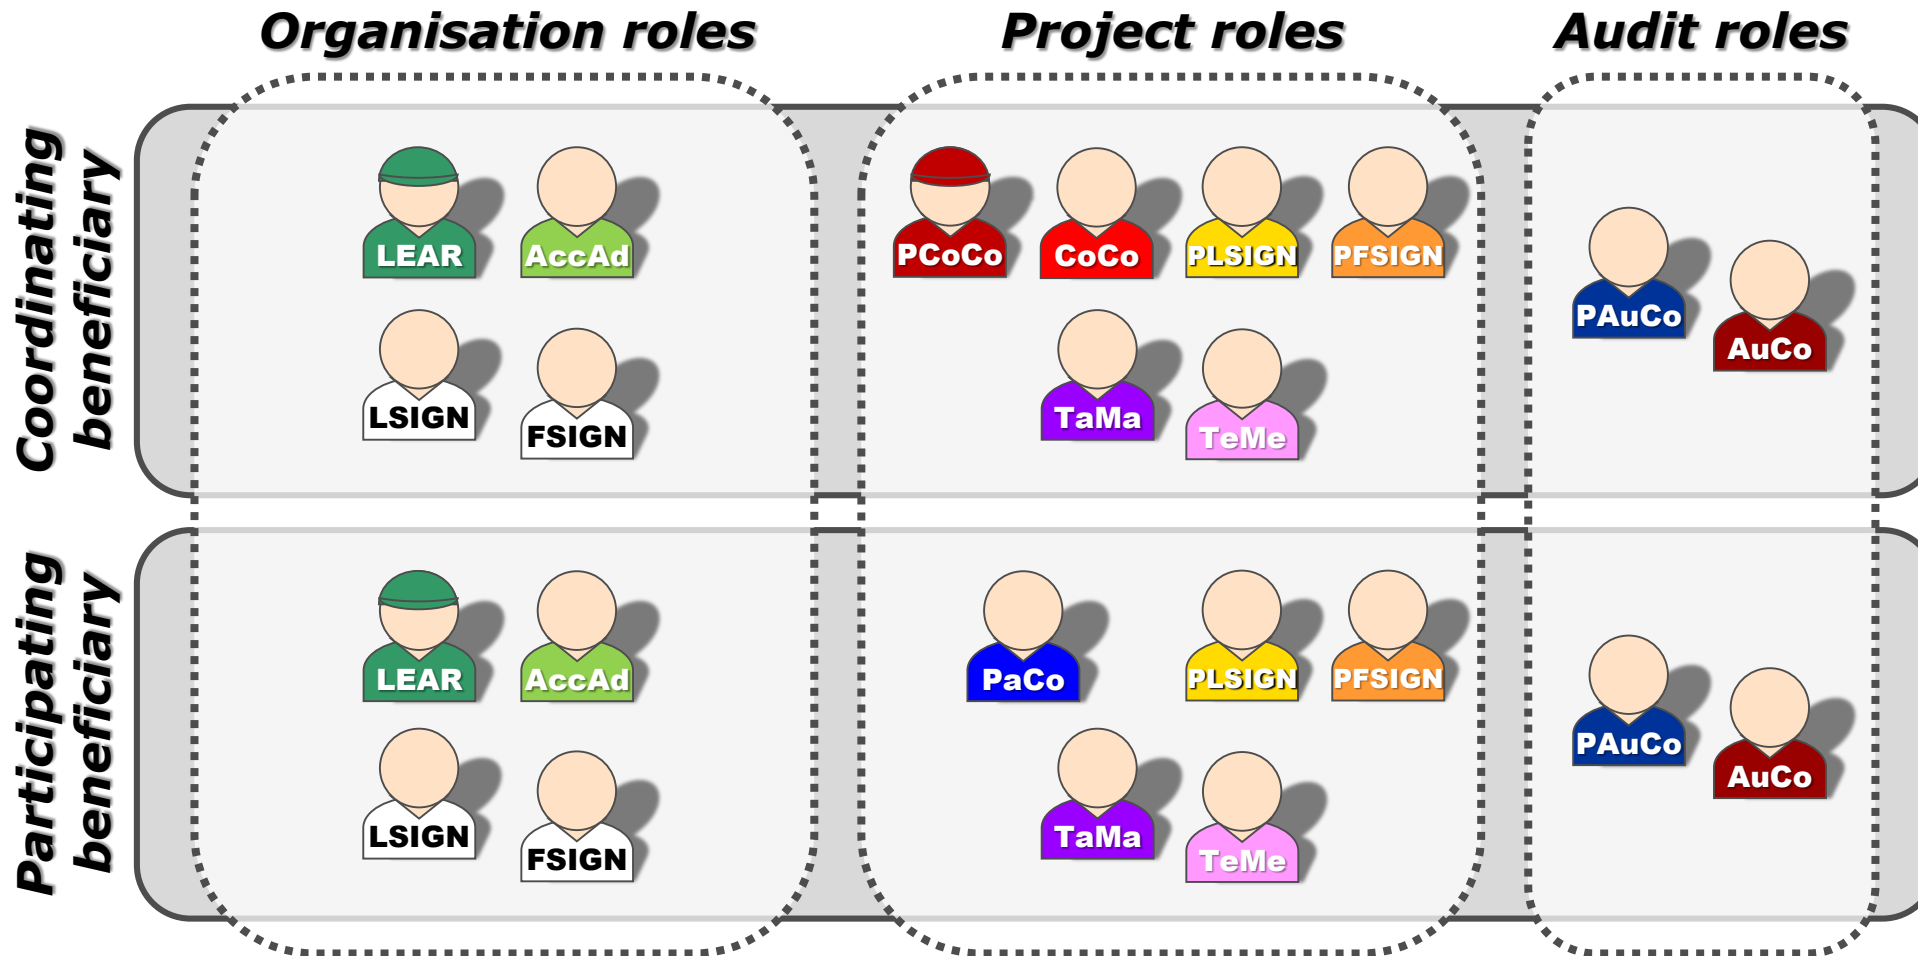 Organisation roles
Project roles
Audit roles
Coordinating
beneficiary
LEAR
AccAd
PCoCo
CoCo
PLSIGN
PFSIGN
PAuCo
AuCo
LSIGN
FSIGN
TaMa
TeMe
Participating
beneficiary
LEAR
AccAd
PaCo
PLSIGN
PFSIGN
PAuCo
AuCo
LSIGN
FSIGN
TaMa
TeMe